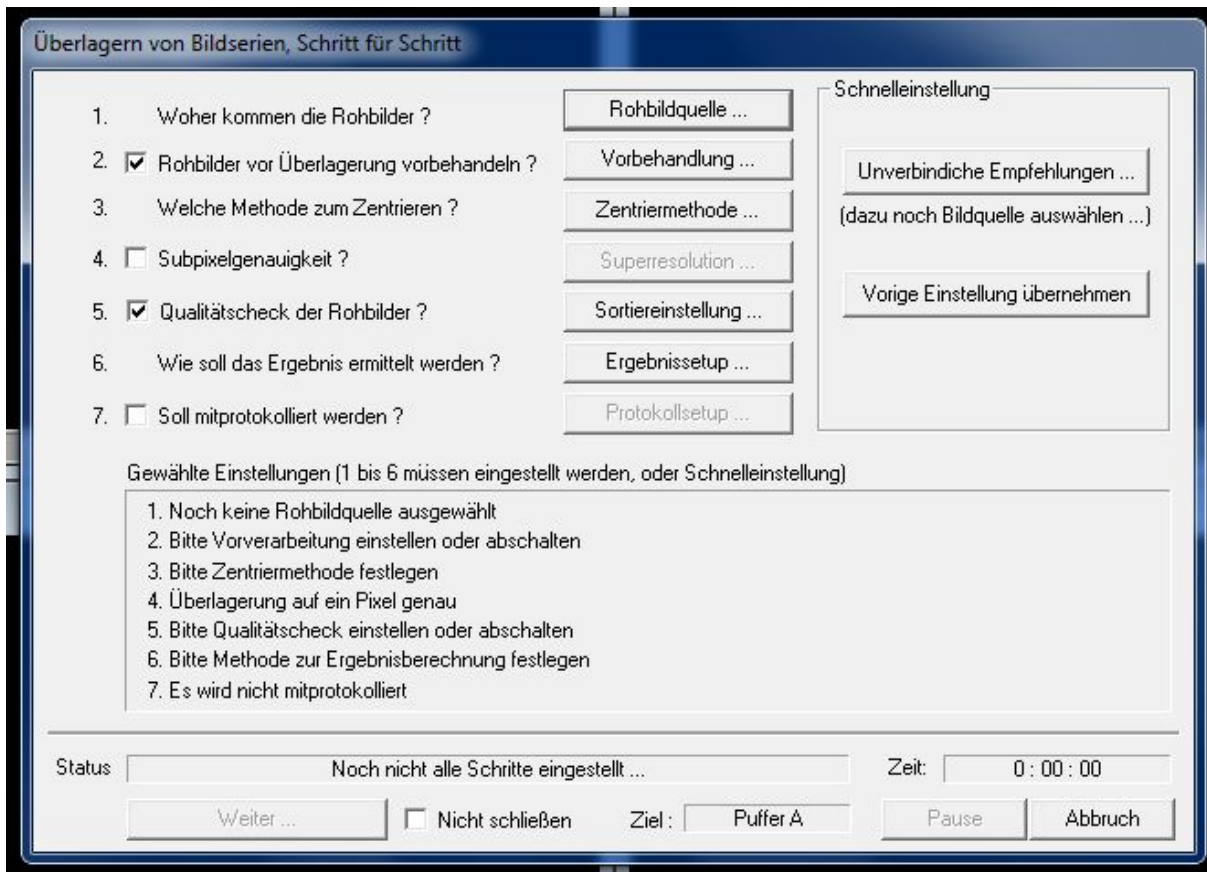 Überlagern von Bildserien, Schritt für Schritt
1. Woher kommen die Rohbilder ? Rohbildquelle ...
2. Rohbilder vor Überlagerung vorbehandeln ? Vorbehandlung ...
3. Welche Methode zum Zentrieren ? Zentriermethode ...
4. Subpixelgenauigkeit ? Superresolution ...
5. Qualitätscheck der Rohbilder ? Sortiereinstellung ...
6. Wie soll das Ergebnis ermittelt werden ? Ergebnissetup ...
7. Soll mitprotokolliert werden ? Protokollsetup ...
Schnelleinstellung
Unverbindiche Empfehlungen ...
(dazu noch Bildquelle auswählen ...)
Vorige Einstellung übernehmen
Gewählte Einstellungen (1 bis 6 müssen eingestellt werden, oder Schnelleinstellung)
1. Noch keine Rohbildquelle ausgewählt
2. Bitte Vorverarbeitung einstellen oder abschalten
3. Bitte Zentriermethode festlegen
4. Überlagerung auf ein Pixel genau
5. Bitte Qualitätscheck einstellen oder abschalten
6. Bitte Methode zur Ergebnisberechnung festlegen
7. Es wird nicht mitprotokolliert
Status Noch nicht alle Schritte eingestellt ... Zeit: 0 : 00 : 00
Weiter ... Nicht schließen Ziel : Puffer A Pause Abbruch